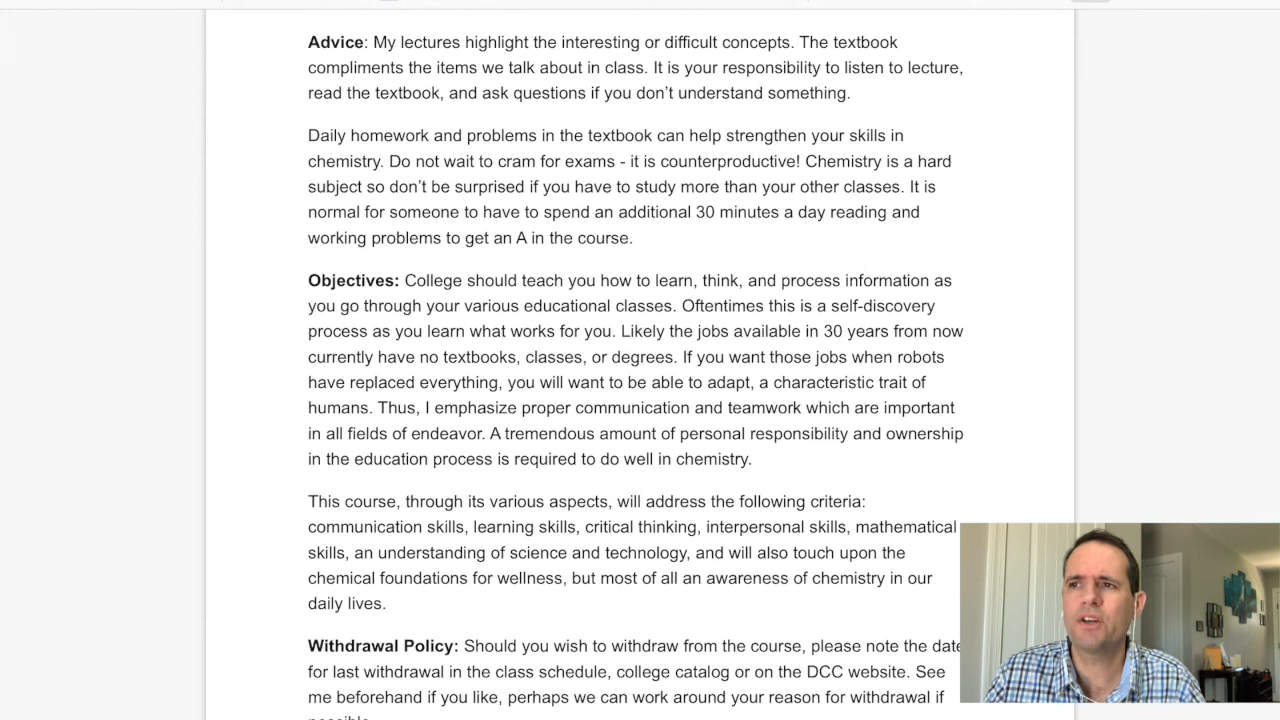 Advice: My lectures highlight the interesting or difficult concepts. The textbook
compliments the items we talk about in class. It is your responsibility to listen to lecture,
read the textbook, and ask questions if you don’t understand something.
Daily homework and problems in the textbook can help strengthen your skills in
chemistry. Do not wait to cram for exams - it is counterproductive! Chemistry is a hard
subject so don’t be surprised if you have to study more than your other classes. It is
normal for someone to have to spend an additional 30 minutes a day reading and
working problems to get an A in the course.
Objectives: College should teach you how to learn, think, and process information as
you go through your various educational classes. Oftentimes this is a self-discovery
process as you learn what works for you. Likely the jobs available in 30 years from now
currently have no textbooks, classes, or degrees. If you want those jobs when robots
have replaced everything, you will want to be able to adapt, a characteristic trait of
humans. Thus, I emphasize proper communication and teamwork which are important
in all fields of endeavor. A tremendous amount of personal responsibility and ownership
in the education process is required to do well in chemistry.
This course, through its various aspects, will address the following criteria:
communication skills, learning skills, critical thinking, interpersonal skills, mathematical
skills, an understanding of science and technology, and will also touch upon the
chemical foundations for wellness, but most of all an awareness of chemistry in our
daily lives.
Withdrawal Policy: Should you wish to withdraw from the course, please note the date
for last withdrawal in the class schedule, college catalog or on the DCC website. See
me beforehand if you like, perhaps we can work around your reason for withdrawal if